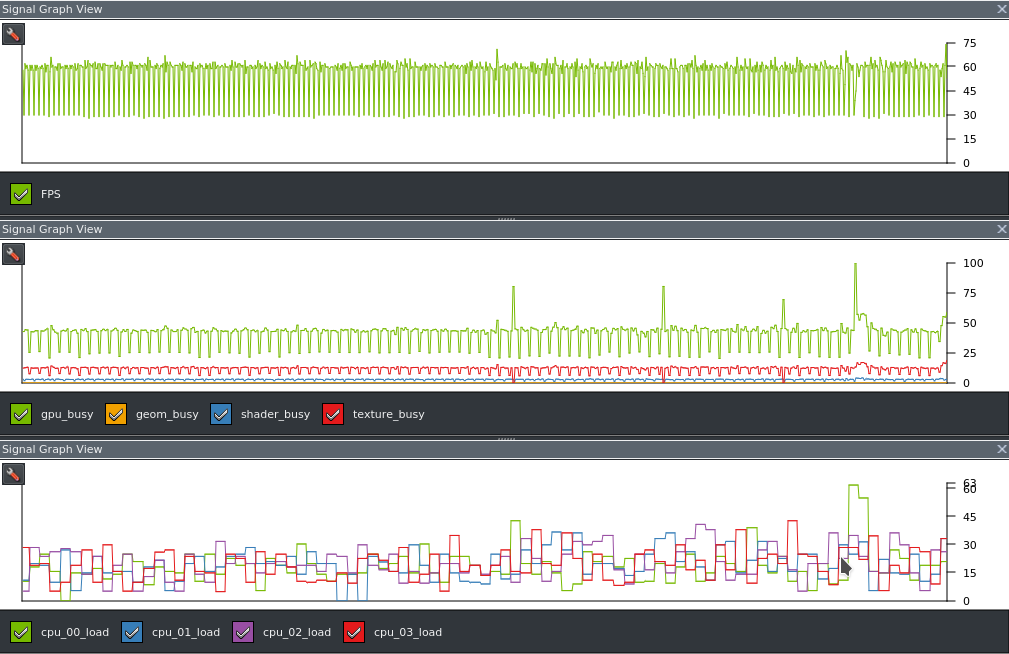 Signal Graph View
75
60
45
30
15
0
FPS
Signal Graph View
100
75
50
25
0
gpu_busy geom_busy shader_busy texture_busy
Signal Graph View
63
60
45
30
15
0
cpu_00_load cpu_01_load cpu_02_load cpu_03_load